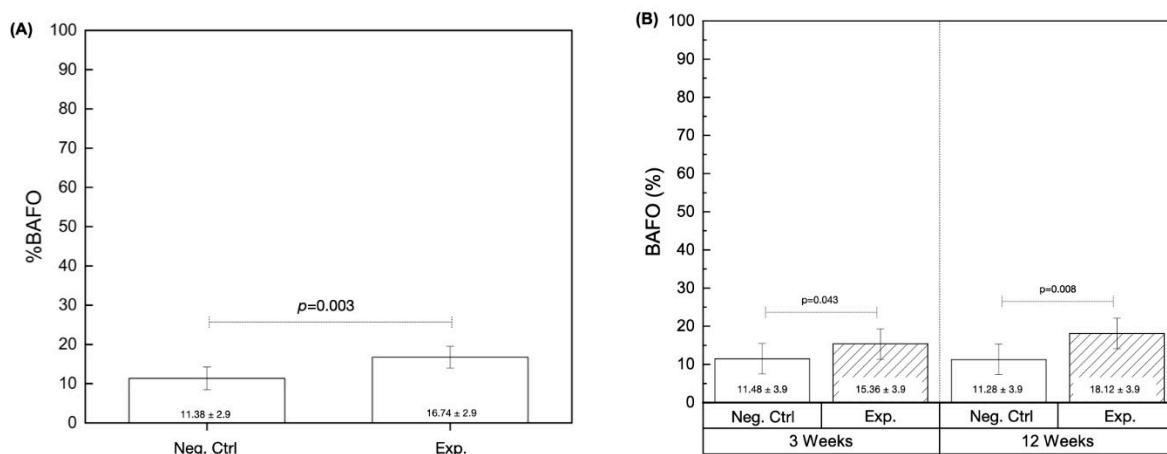 (A)
100
90
80
70
60
50
40
30
20
10
0
%BAFO
p=0.003
11.38 ± 2.9
16.74 ± 2.9
Neg. Ctrl
Exp.
(B)
100
90
80
70
60
50
40
30
20
10
0
BAFO (%)
p=0.043
p=0.008
11.48 ± 3.9
15.36 ± 3.9
11.28 ± 3.9
18.12 ± 3.9
Neg. Ctrl
Exp.
Neg. Ctrl
Exp.
3 Weeks
12 Weeks